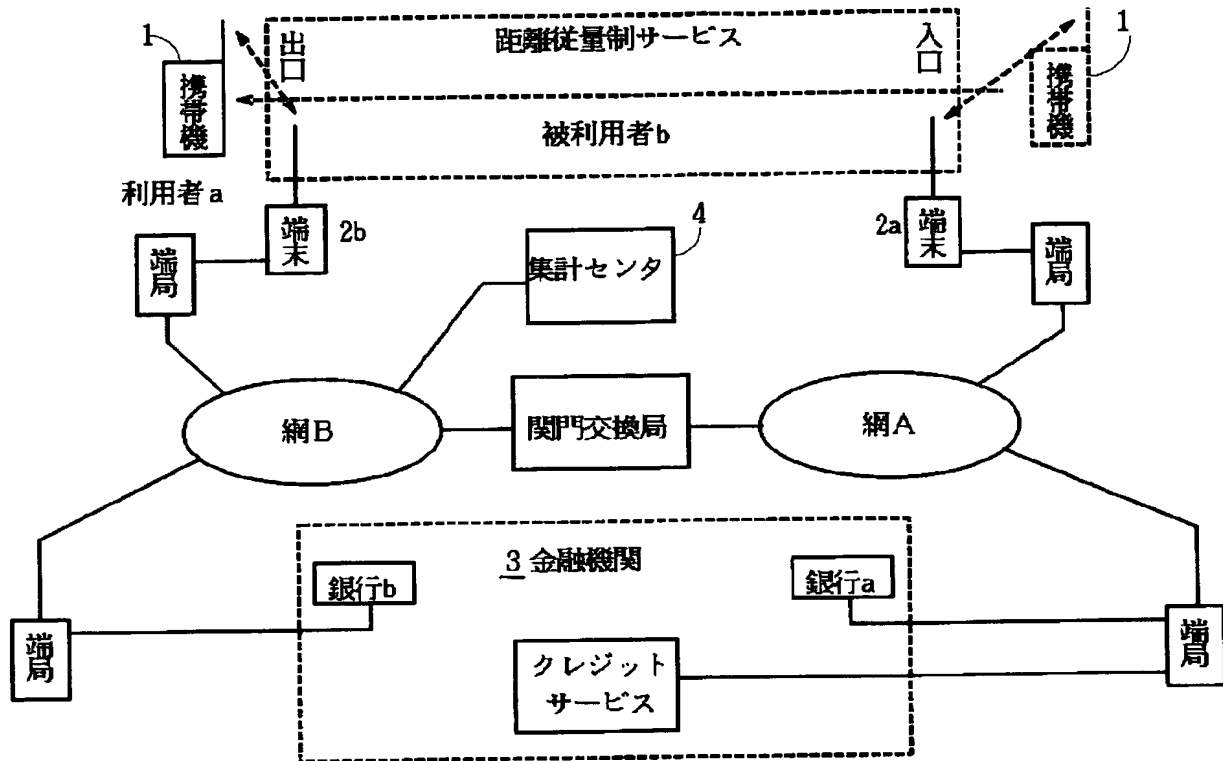 1
携帯機
出口
距離従量制サービス
入口
1
携帯機
被利用者b
利用者a
端末
2b
4
2a
端末
端局
集計センタ
端局
網B
関門交換局
網A
3 金融機関
銀行b
銀行a
端局
クレジット
サービス
端局